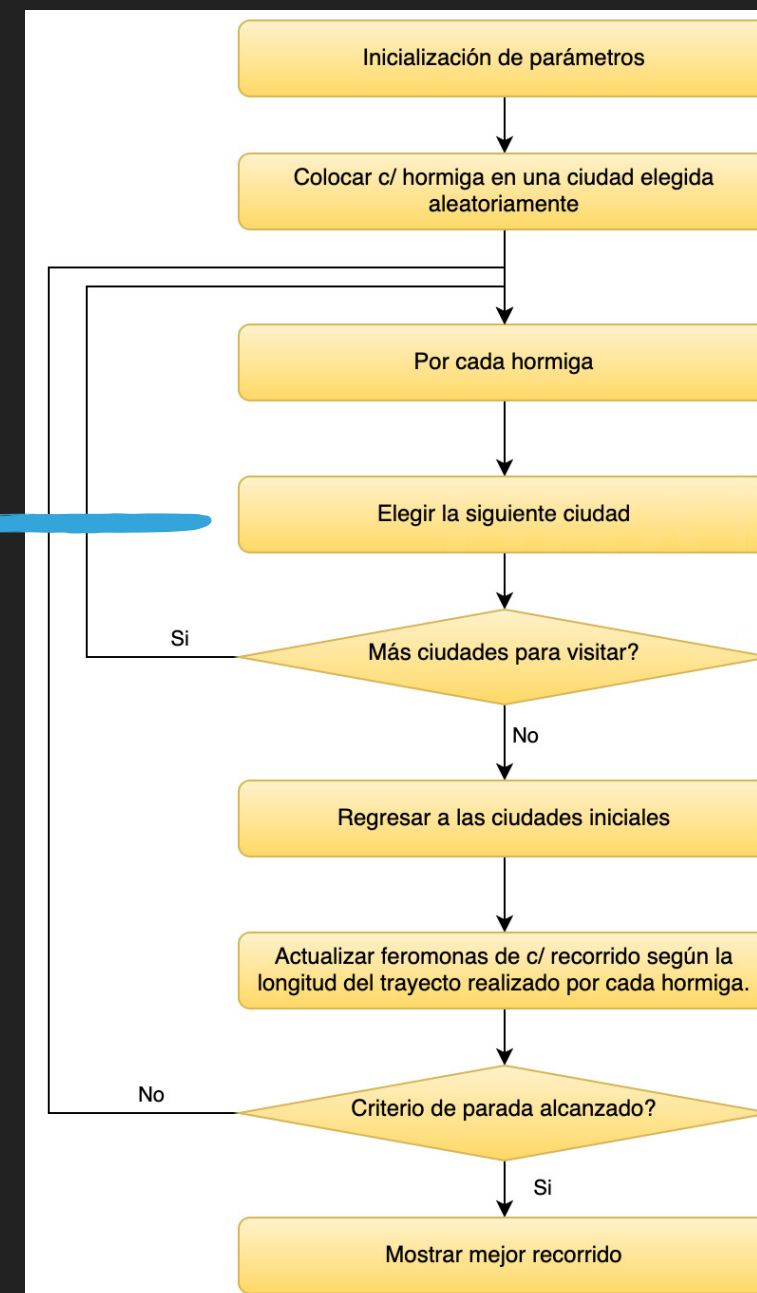 Inicialización de parámetros
Colocar c/ hormiga en una ciudad elegida
aleatoriamente
Por cada hormiga
Elegir la siguiente ciudad
Si
Más ciudades para visitar?
No
Regresar a las ciudades iniciales
Actualizar feromonas de c/ recorrido según la
longitud del trayecto realizado por cada hormiga.
No
Criterio de parada alcanzado?
Si
Mostrar mejor recorrido